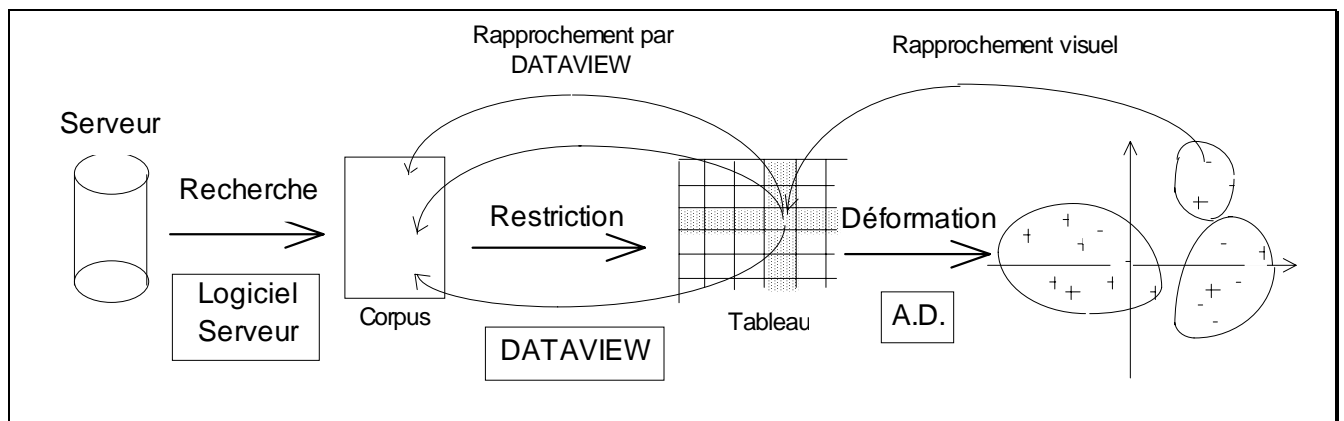 Rapprochement par
DATAVIEW
Rapprochement visuel
Serveur
Recherche
Restriction
Déformation
Logiciel
Serveur
Corpus
DATAVIEW
Tableau
A.D.